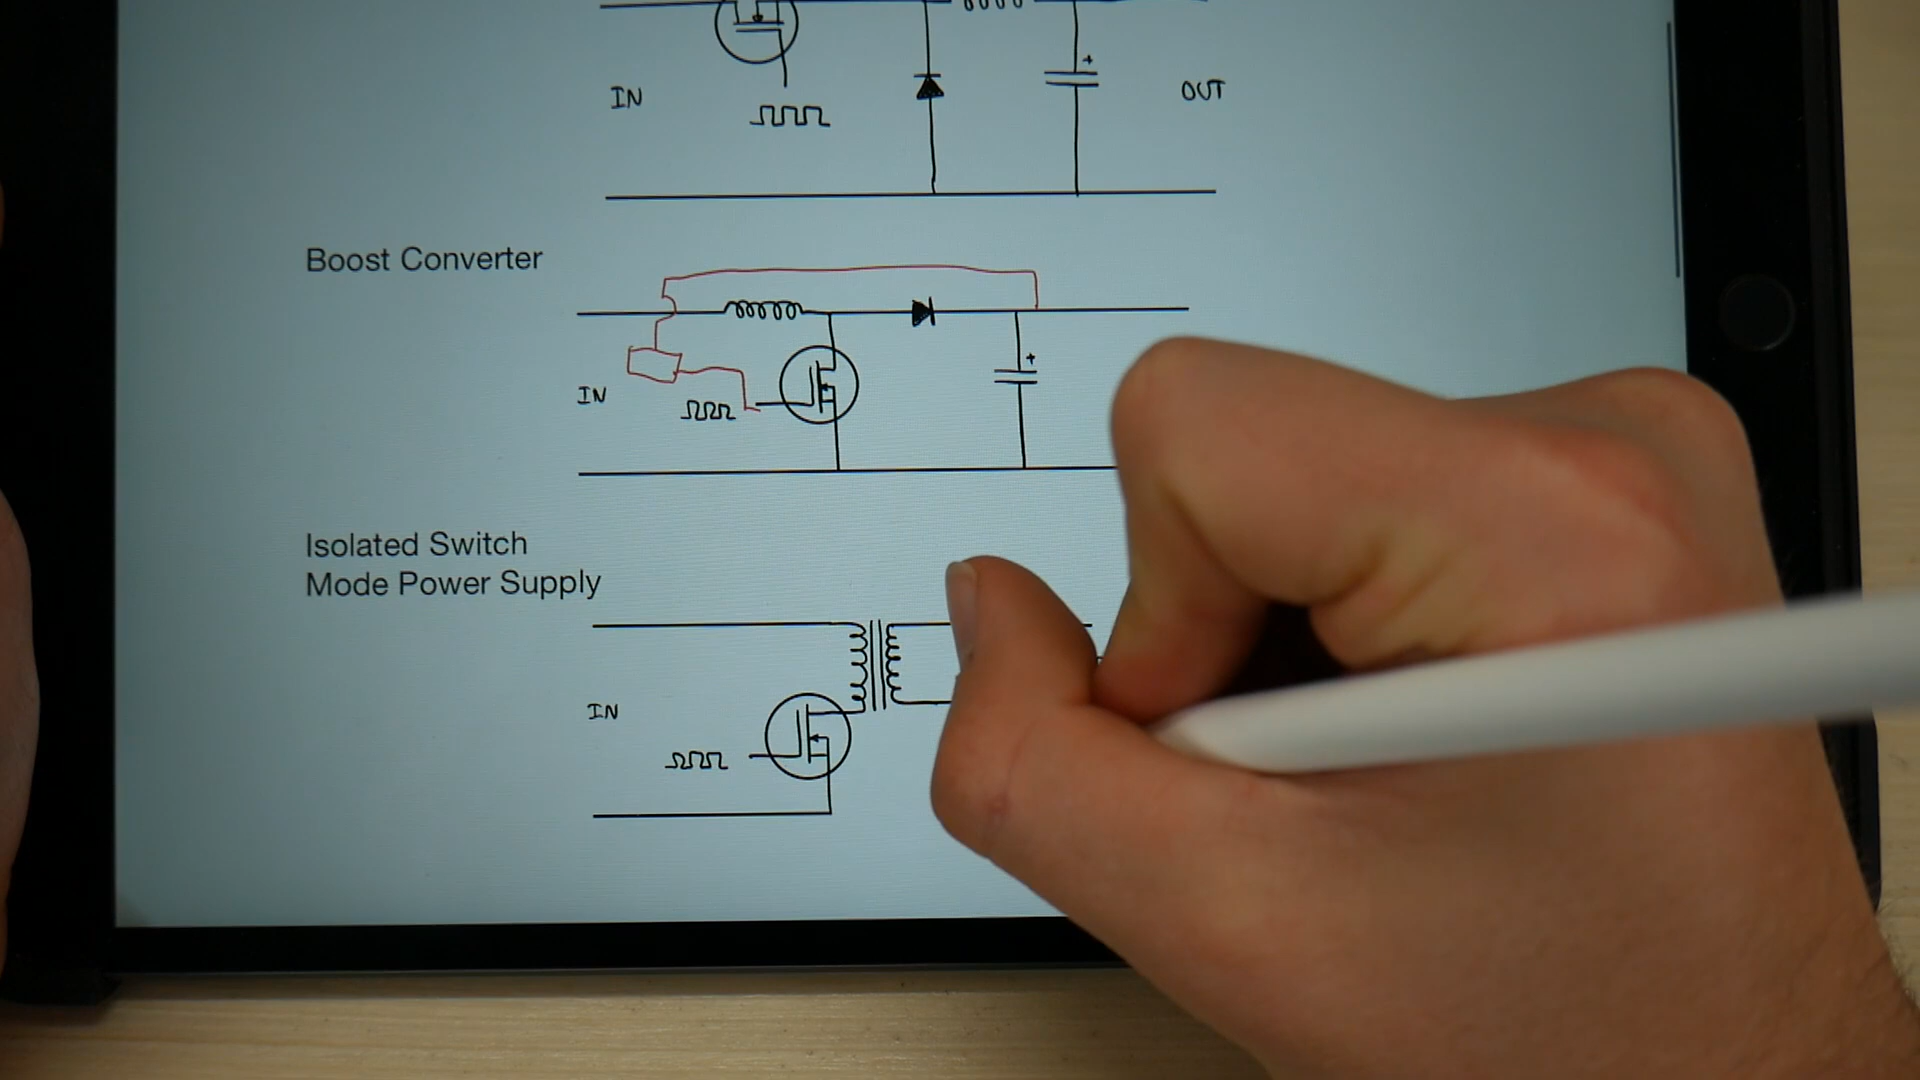 IN
OUT
Boost Converter
+
IN
+
Isolated Switch
Mode Power Supply
IN